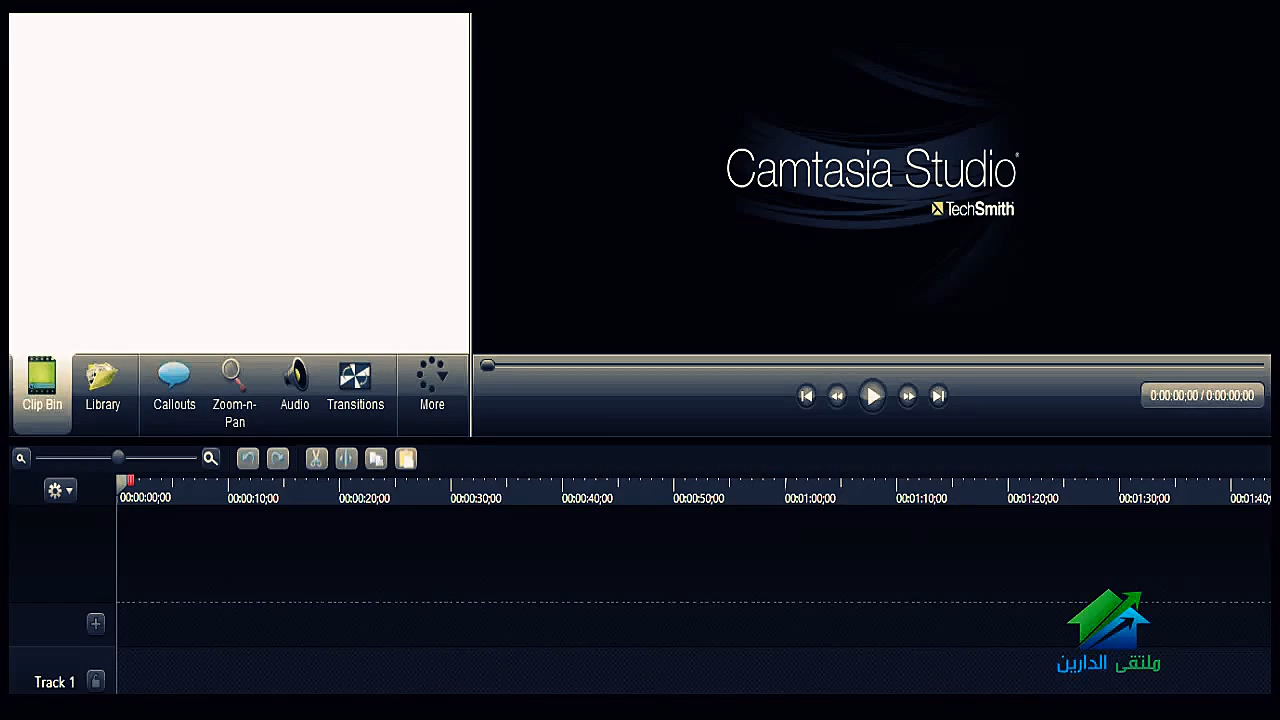 Camtasia Studio®
TechSmith
Clip Bin
Library
Callouts
Zoom-n-
Pan
Audio
Transitions
More
0:00:00;00 / 0:00:00;00
00:00:00;00 00:00:10;00 00:00:20;00 00:00:30;00 00:00:40;00 00:00:50;00 00:01:00;00 00:01:10;00 00:01:20;00 00:01:30;00 00:01:40;
ملتقى الدارين
Track 1